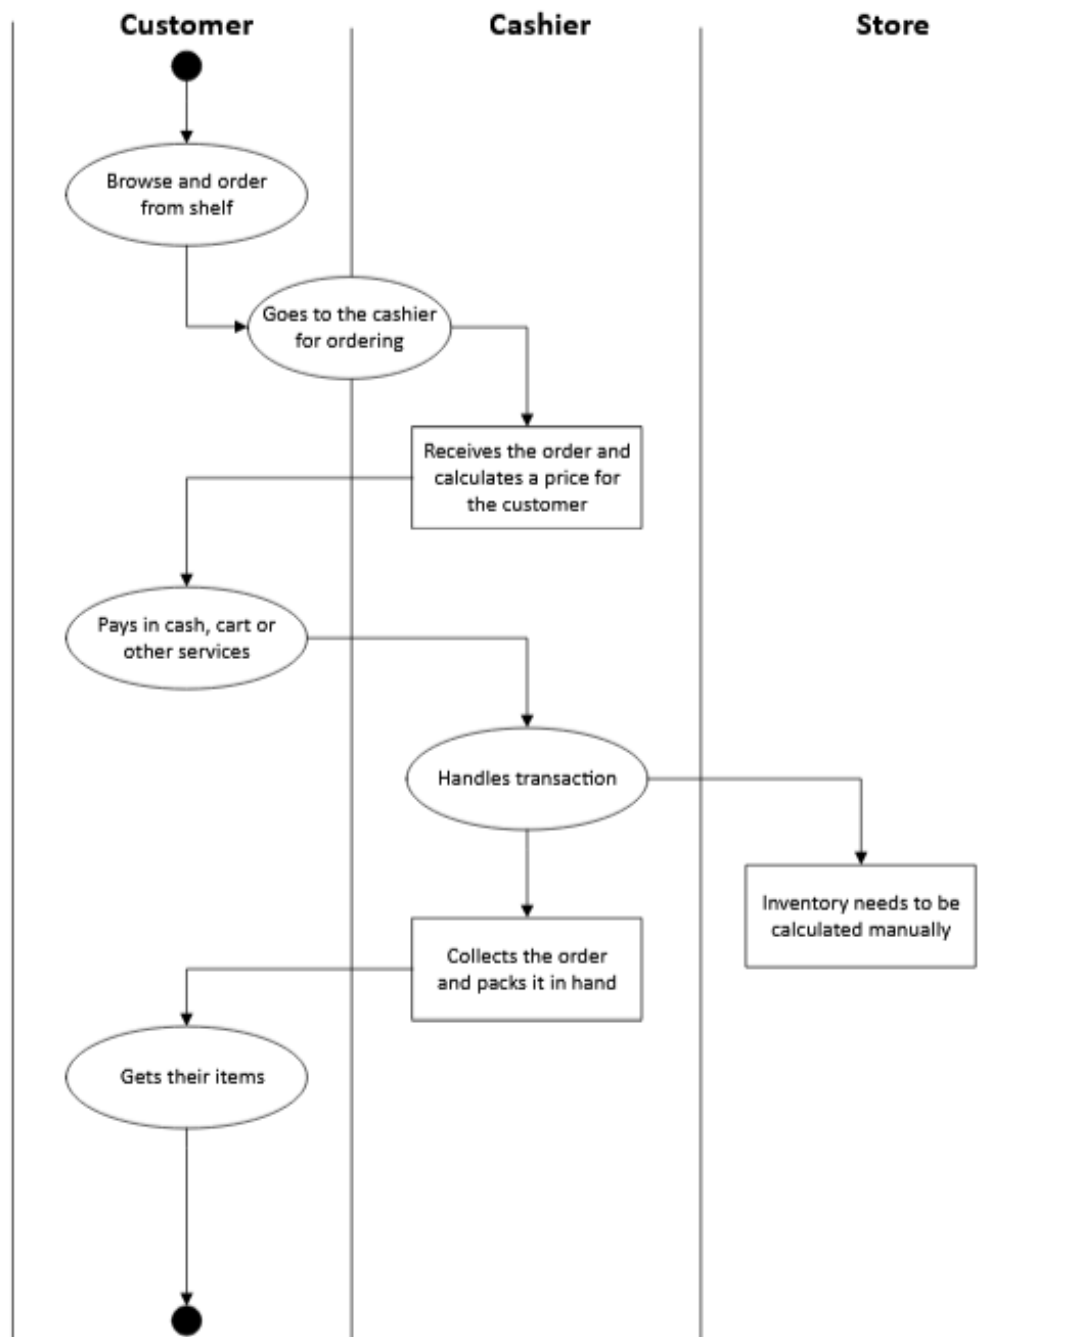 Customer
Cashier
Store
Browse and order
from shelf
Goes to the cashier
for ordering
Receives the order and
calculates a price for
the customer
Pays in cash, cart or
other services
Handles transaction
Inventory needs to be
calculated manually
Collects the order
and packs it in hand
Gets their items